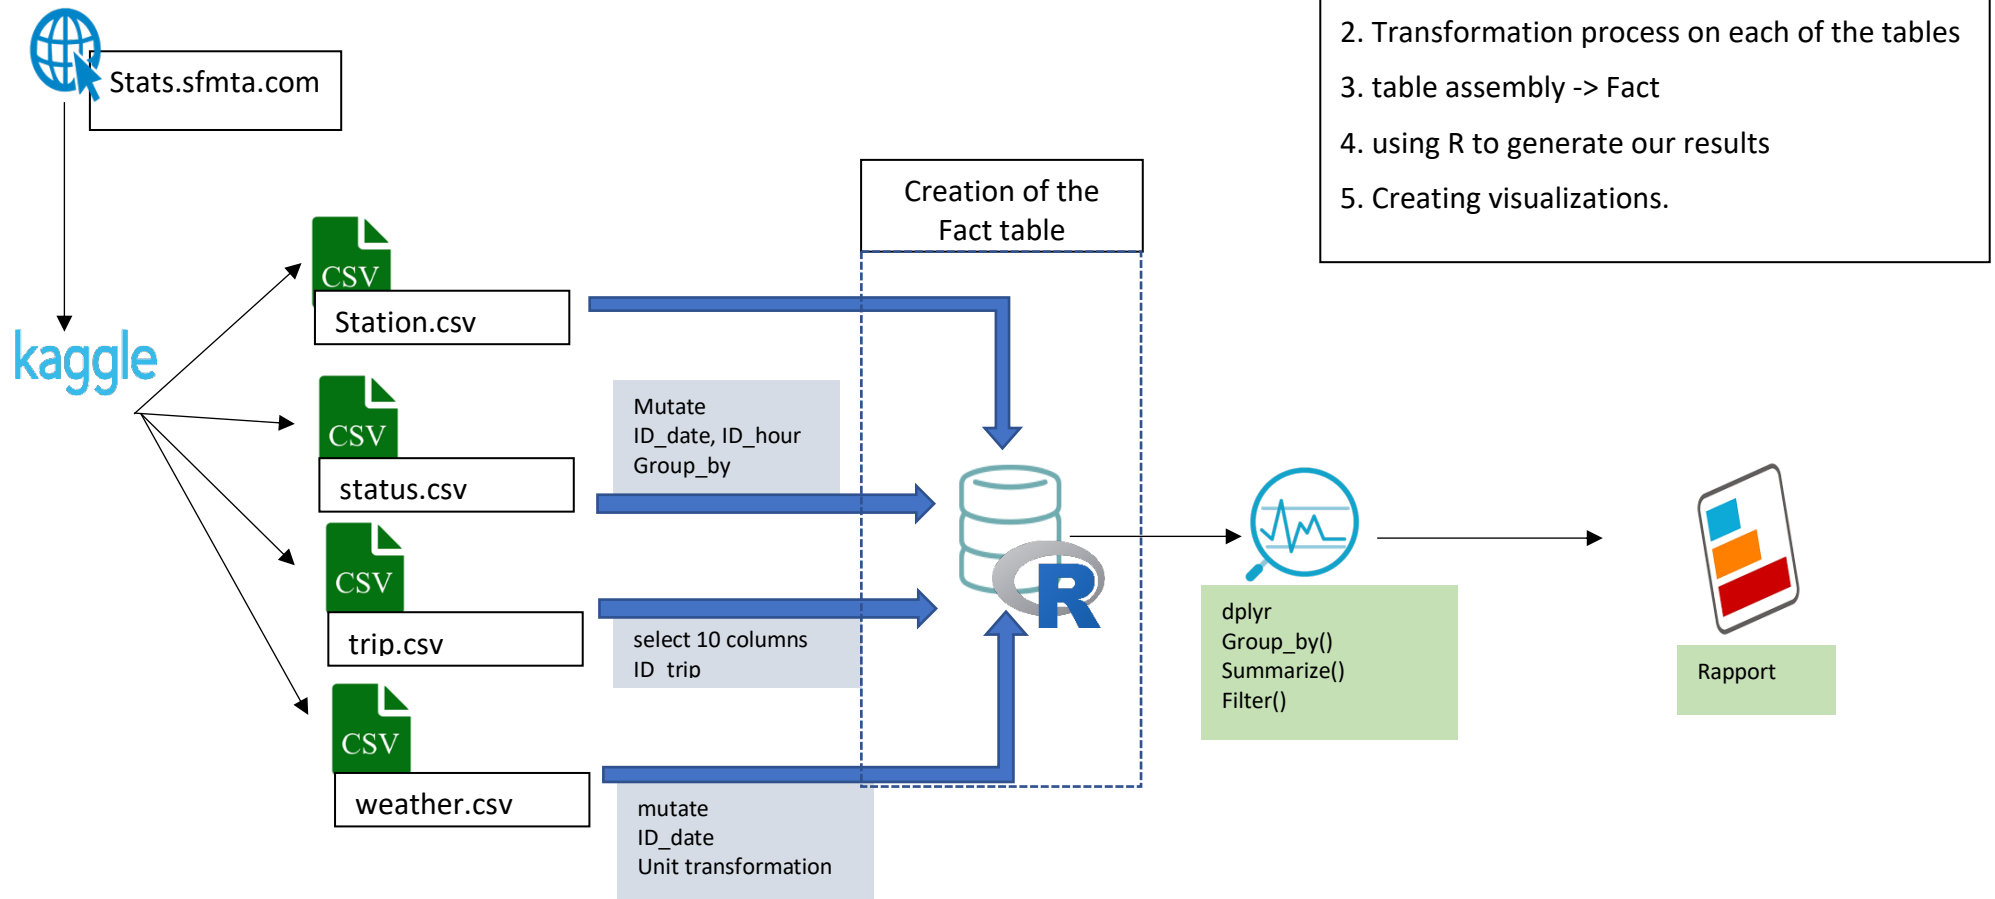 Stats.sfmta.com
2. Transformation process on each of the tables
3. table assembly -> Fact
4. using R to generate our results
5. Creating visualizations.
Creation of the
Fact table
kaggle
CSV
Station.csv
CSV
status.csv
Mutate
ID_date, ID_hour
Group_by
CSV
trip.csv
select 10 columns
ID_trip
CSV
weather.csv
mutate
ID_date
Unit transformation
R
dplyr
Group_by()
Summarize()
Filter()
Rapport